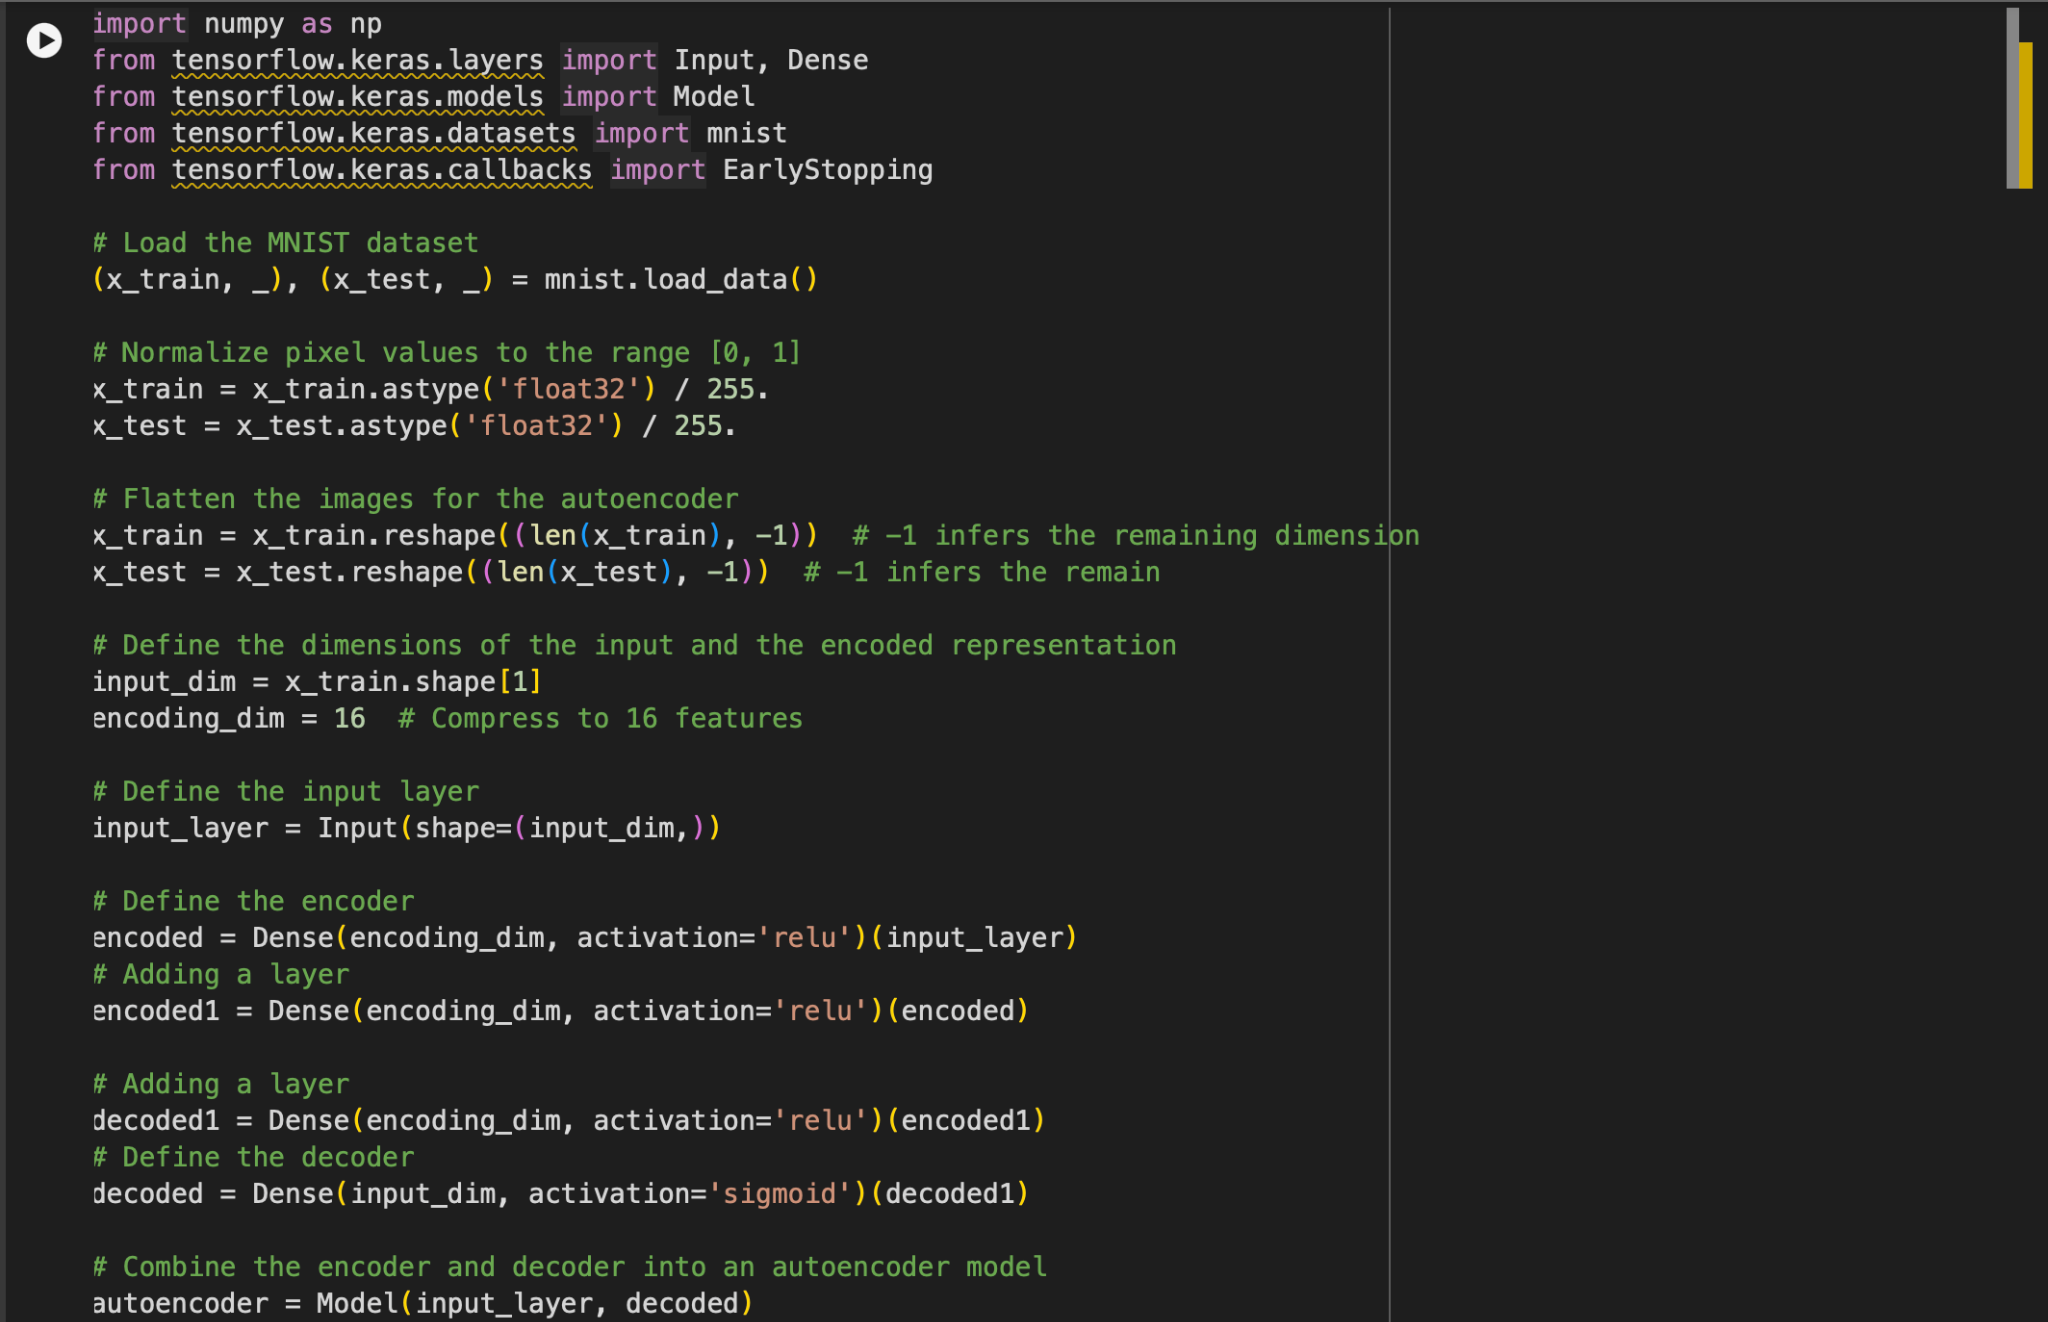 import numpy as np
from tensorflow.keras.layers import Input, Dense
from tensorflow.keras.models import Model
from tensorflow.keras.datasets import mnist
from tensorflow.keras.callbacks import EarlyStopping

# Load the MNIST dataset
(x_train, _), (x_test, _) = mnist.load_data()

# Normalize pixel values to the range [0, 1]
x_train = x_train.astype('float32') / 255.
x_test = x_test.astype('float32') / 255.

# Flatten the images for the autoencoder
x_train = x_train.reshape((len(x_train), -1))  # -1 infers the remaining dimension
x_test = x_test.reshape((len(x_test), -1))  # -1 infers the remain

# Define the dimensions of the input and the encoded representation
input_dim = x_train.shape[1]
encoding_dim = 16  # Compress to 16 features

# Define the input layer
input_layer = Input(shape=(input_dim,))

# Define the encoder
encoded = Dense(encoding_dim, activation='relu')(input_layer)
# Adding a layer
encoded1 = Dense(encoding_dim, activation='relu')(encoded)

# Adding a layer
decoded1 = Dense(encoding_dim, activation='relu')(encoded1)
# Define the decoder
decoded = Dense(input_dim, activation='sigmoid')(decoded1)

# Combine the encoder and decoder into an autoencoder model
autoencoder = Model(input_layer, decoded)